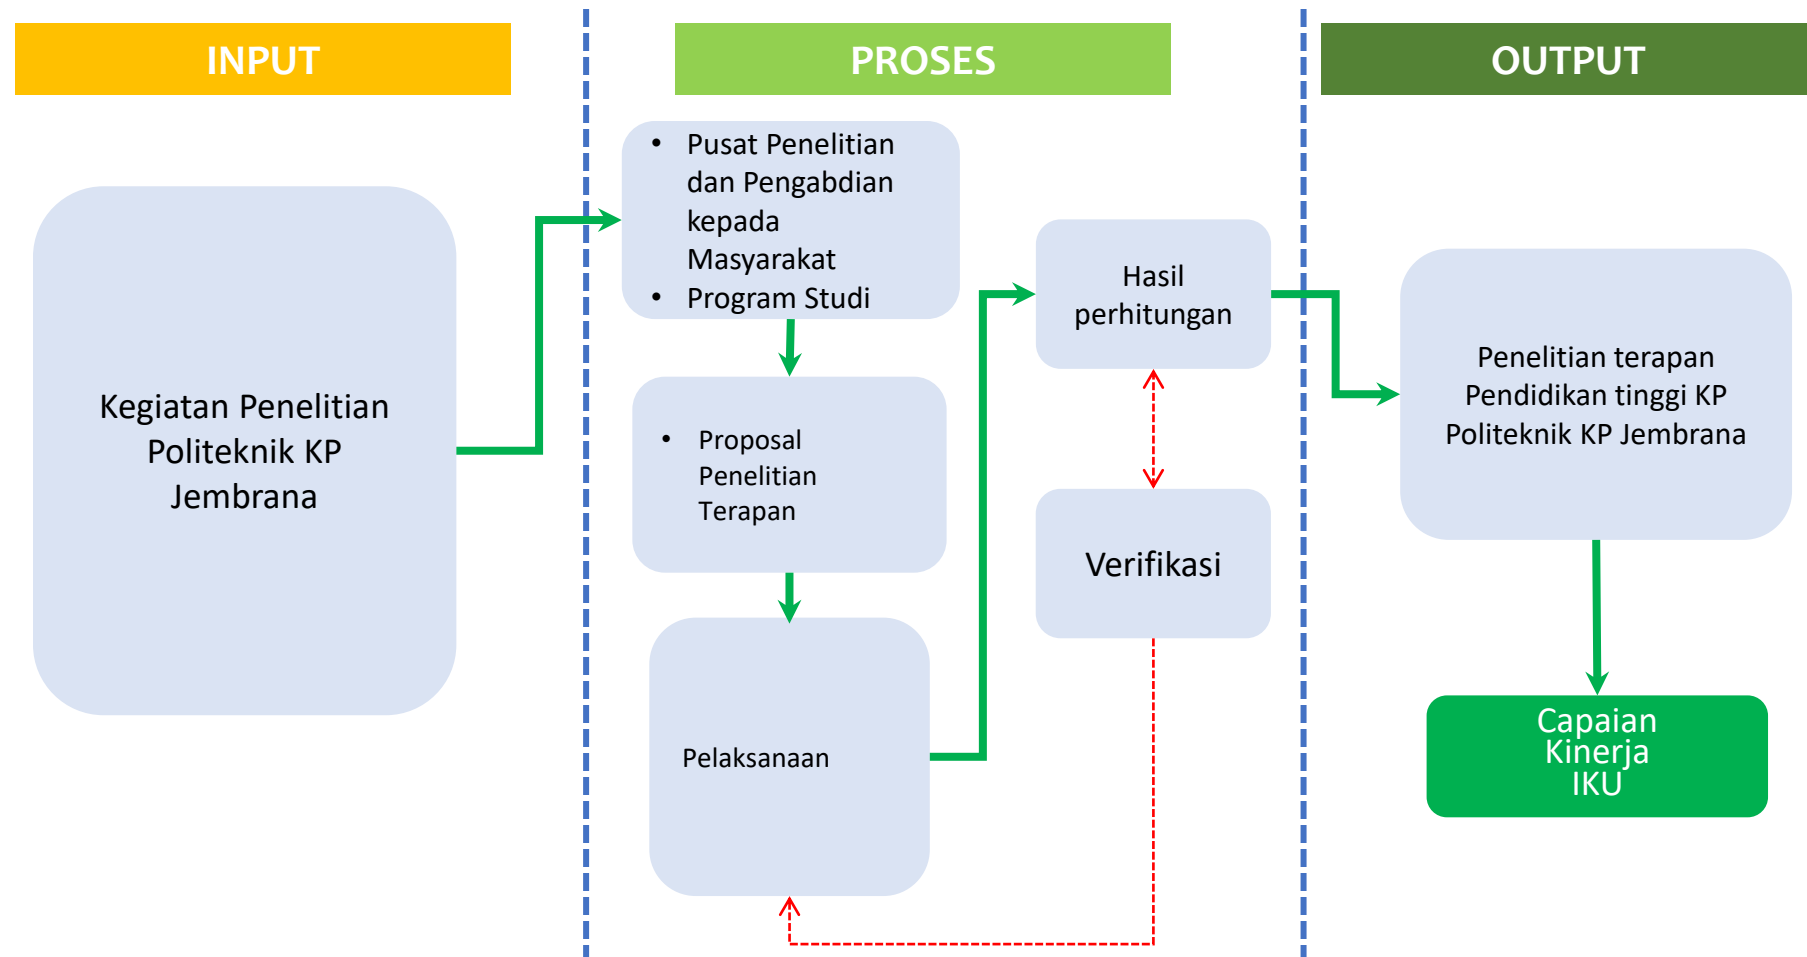 INPUT
PROSES
OUTPUT
Kegiatan Penelitian
Politeknik KP
Jembrana
• Pusat Penelitian
dan Pengabdian
kepada
Masyarakat
• Program Studi
• Proposal
Penelitian
Terapan
Pelaksanaan
Hasil
perhitungan
Verifikasi
Penelitian terapan
Pendidikan tinggi KP
Politeknik KP Jembrana
Capaian
Kinerja
IKU